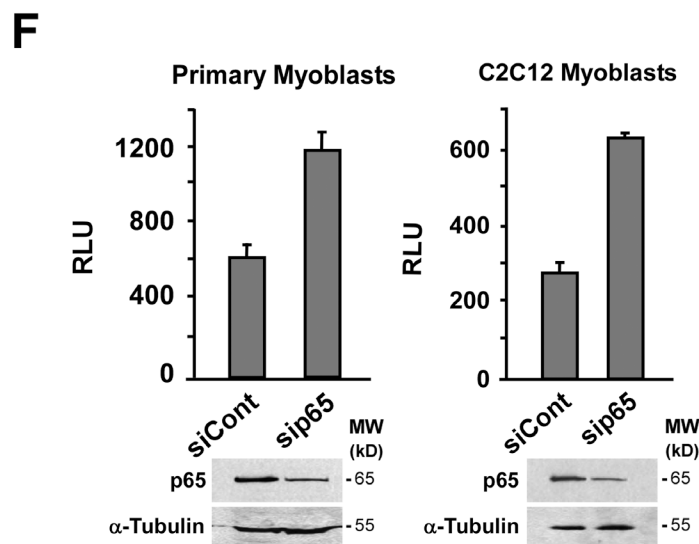 F
Primary Myoblasts
RLU
1200
800
400
0
siCont
sip65
MW
(kD)
p65
-65
α-Tubulin
-55
C2C12 Myoblasts
RLU
600
400
200
0
siCont
sip65
MW
(kD)
p65
-65
α-Tubulin
-55